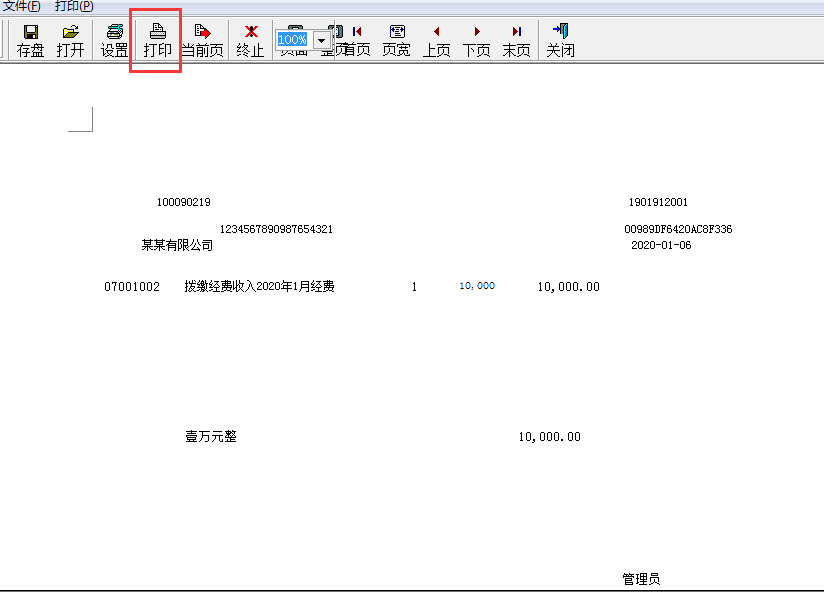 文件(F) 打印(P)
存盘 打开 设置 打印 当前页 终止 100% 首页 页宽 上页 下页 末页 关闭
100090219 1901912001
1234567890987654321 00989DF6420AC8F336
某某有限公司 2020-01-06
07001002 拨缴经费收入2020年1月经费 1 10,000 10,000.00
壹万元整 10,000.00
管理员